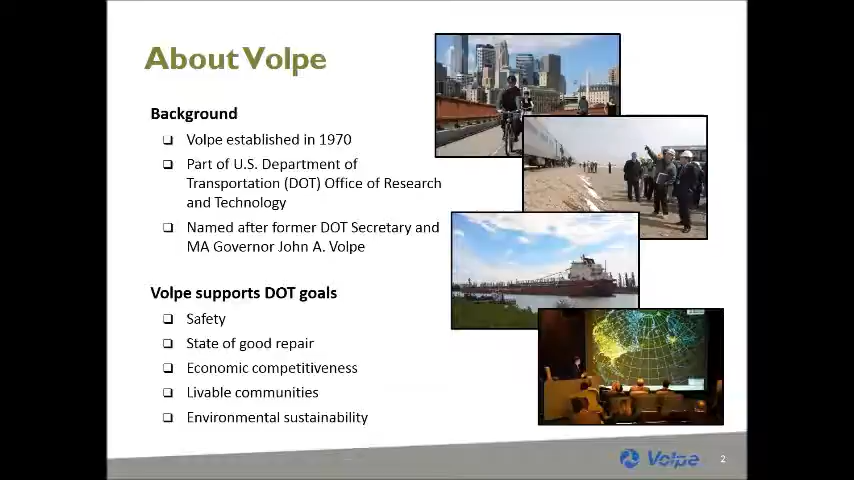 About Volpe
Background
Volpe established in 1970
Part of U.S. Department of
Transportation (DOT) Office of Research
and Technology
Named after former DOT Secretary and
MA Governor John A. Volpe
Volpe supports DOT goals
Safety
State of good repair
Economic competitiveness
Livable communities
Environmental sustainability
Volpe
2